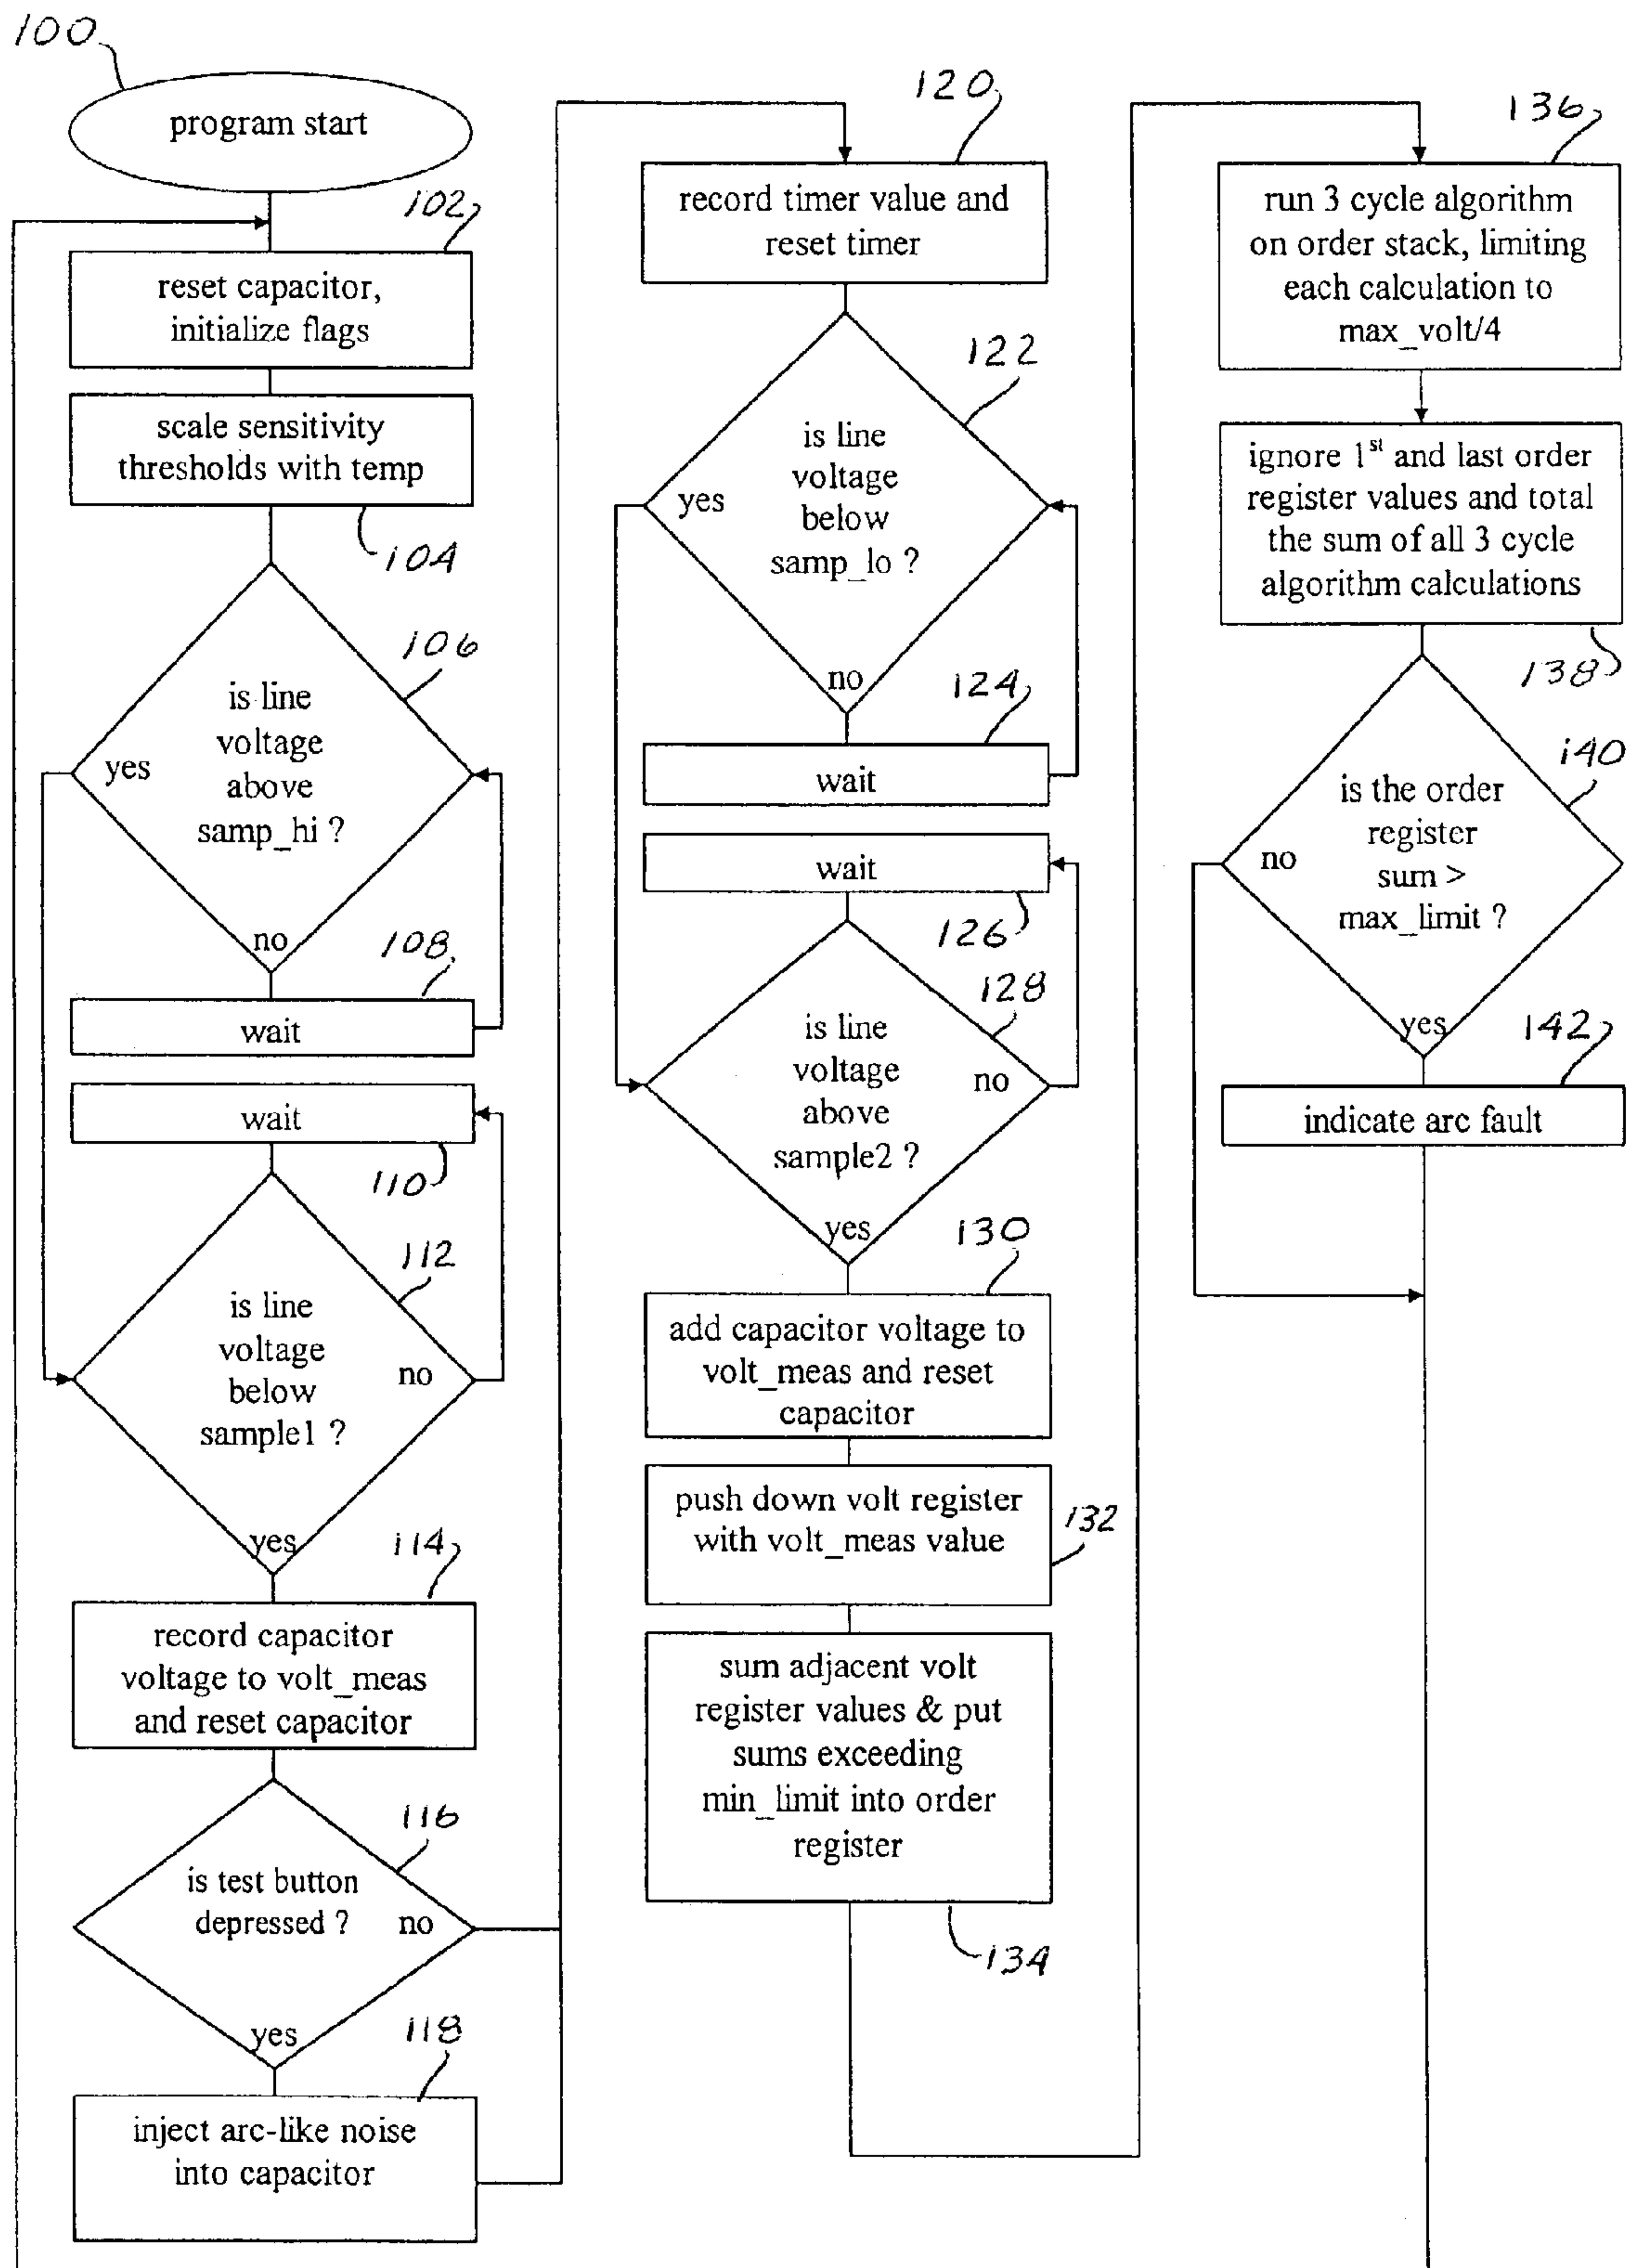 100
program start
102
reset capacitor,
initialize flags
scale sensitivity
thresholds with temp
104
106
is line
voltage
above
samp_hi ?
yes
no
108
wait
wait
110
112
is line
voltage
below
sample1 ?
no
yes
114
record capacitor
voltage to volt_meas
and reset capacitor
116
is test button
depressed ?
no
yes
118
inject arc-like noise
into capacitor
120
record timer value and
reset timer
122
is line
voltage
below
samp_lo ?
yes
no
124
wait
wait
126
128
is line
voltage
above
sample2 ?
no
yes
130
add capacitor voltage to
volt_meas and reset
capacitor
push down volt register
with volt_meas value
132
sum adjacent volt
register values & put
sums exceeding
min_limit into order
register
134
136
run 3 cycle algorithm
on order stack, limiting
each calculation to
max_volt/4
ignore 1st and last order
register values and total
the sum of all 3 cycle
algorithm calculations
138
140
is the order
register
sum >
max_limit ?
no
yes
142
indicate arc fault